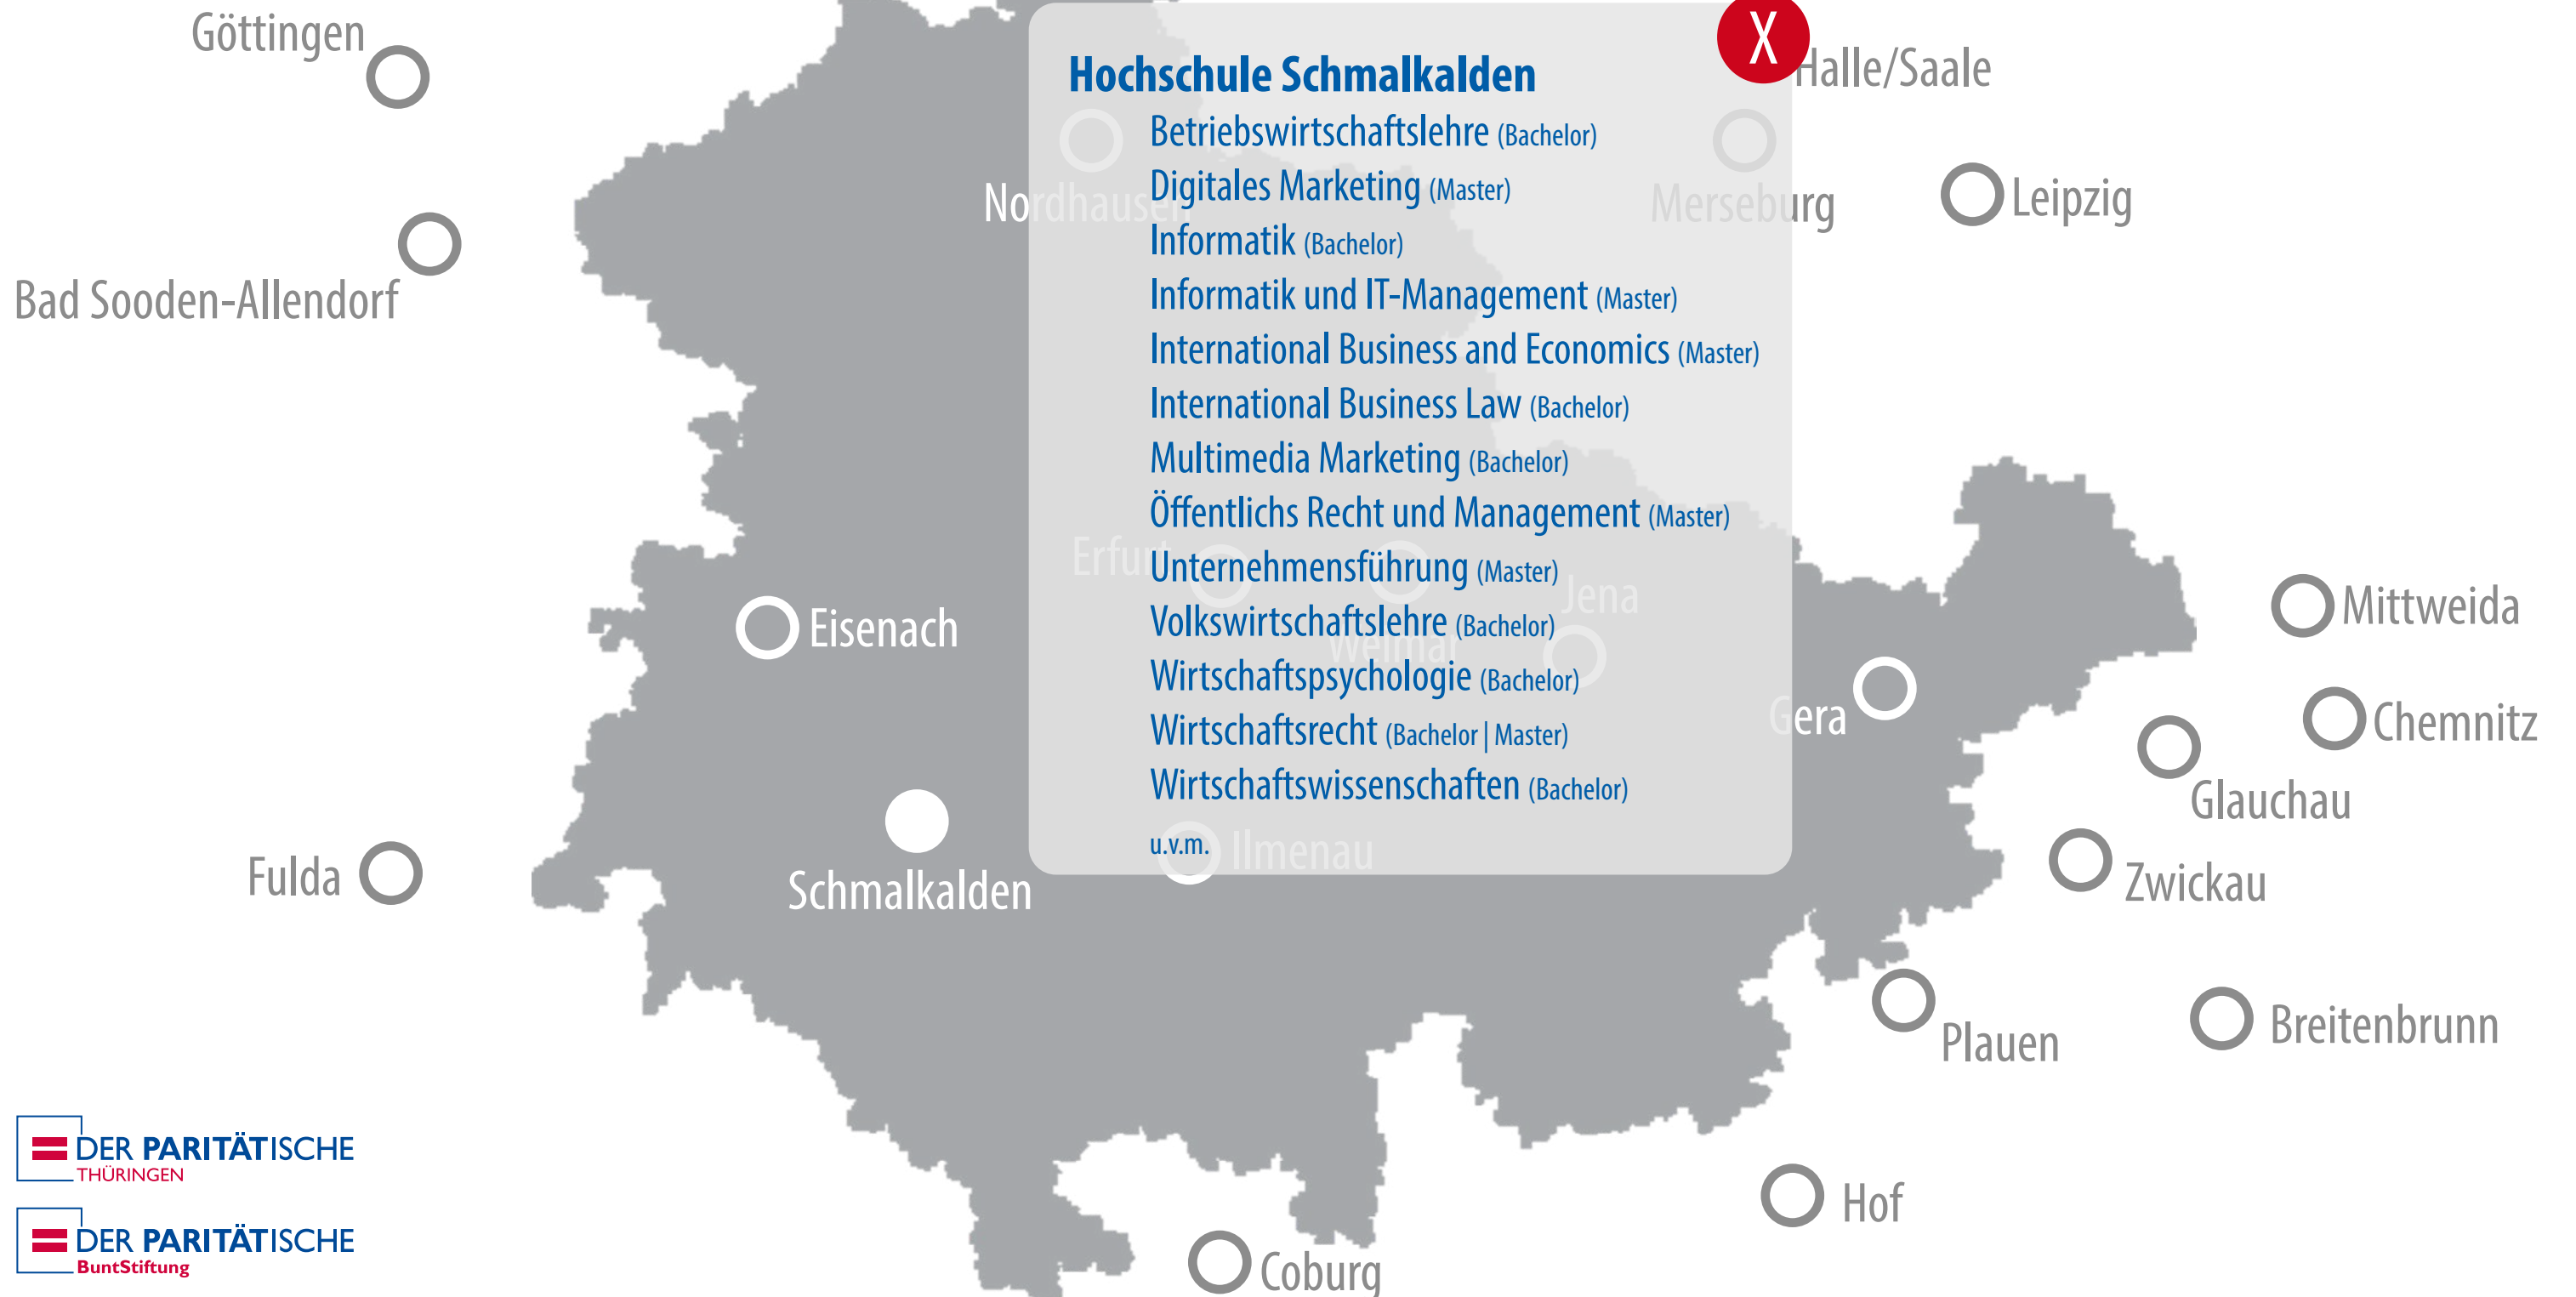 Göttingen
Bad Sooden-Allendorf
Hochschule Schmalkalden
X
Betriebswirtschaftslehre (Bachelor)
Digitales Marketing (Master)
Informatik (Bachelor)
Informatik und IT-Management (Master)
International Business and Economics (Master)
International Business Law (Bachelor)
Multimedia Marketing (Bachelor)
Öffentlichs Recht und Management (Master)
Unternehmensführung (Master)
Volkswirtschaftslehre (Bachelor)
Wirtschaftspsychologie (Bachelor)
Wirtschaftsrecht (Bachelor | Master)
Wirtschaftswissenschaften (Bachelor)
u.v.m.
Halle/Saale
Nordhausen
Merseburg
Leipzig
Erfurt
Weimar
Jena
Eisenach
Gera
Mittweida
Chemnitz
Glauchau
Zwickau
Fulda
Schmalkalden
Ilmenau
Plauen
Breitenbrunn
Hof
Coburg
DER PARITÄTISCHE
THÜRINGEN
DER PARITÄTISCHE
BuntStiftung